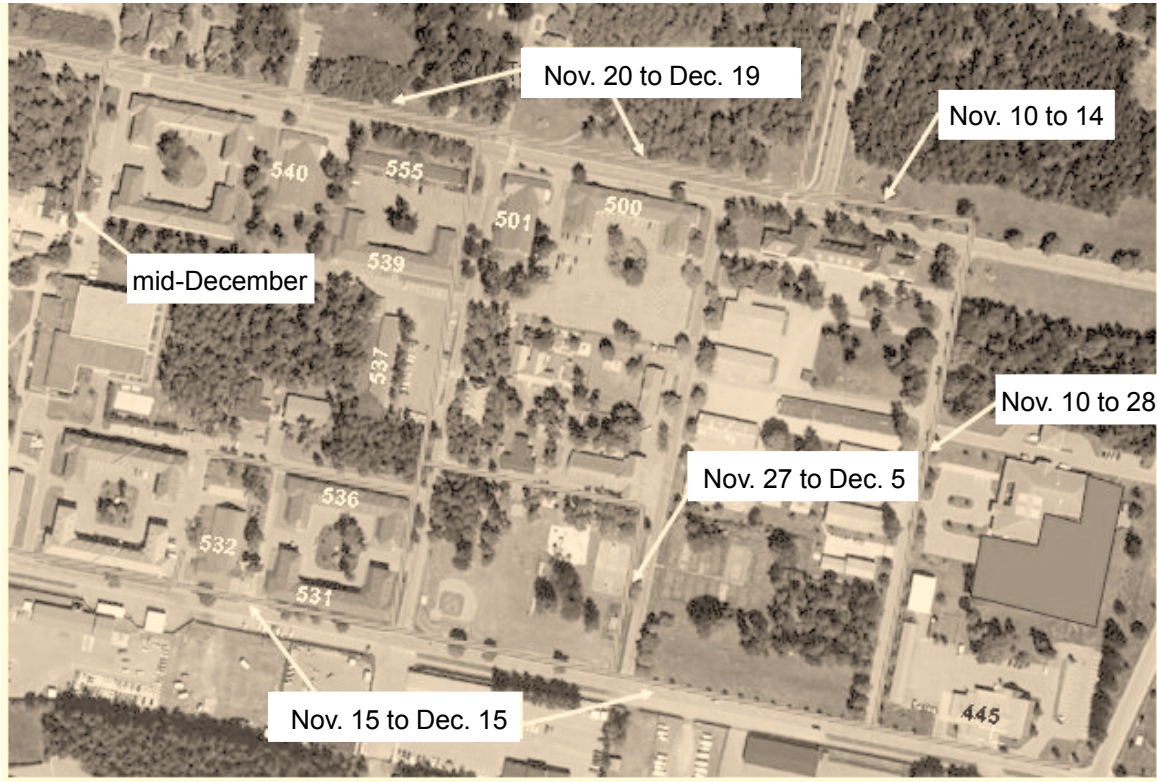 Nov. 20 to Dec. 19
Nov. 10 to 14
540
555
501
500
539
mid-December
537
Nov. 10 to 28
Nov. 27 to Dec. 5
536
532
531
Nov. 15 to Dec. 15
445